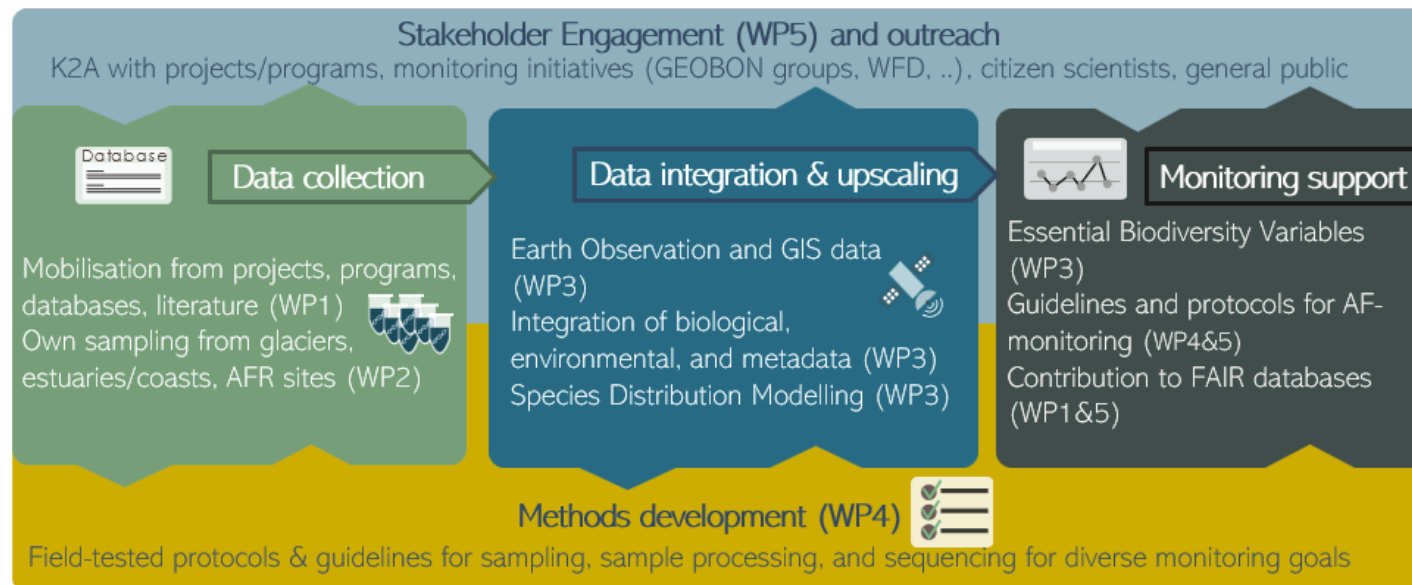 Stakeholder Engagement (WP5) and outreach
K2A with projects/programs, monitoring initiatives (GEOBON groups, WFD, ..), citizen scientists, general public
Database
Data collection
Mobilisation from projects, programs,
databases, literature (WP1)
Own sampling from glaciers,
estuaries/coasts, AFR sites (WP2)
Data integration & upscaling
Earth Observation and GIS data
(WP3)
Integration of biological,
environmental, and metadata (WP3)
Species Distribution Modelling (WP3)
Monitoring support
Essential Biodiversity Variables
(WP3)
Guidelines and protocols for AF-
monitoring (WP4&5)
Contribution to FAIR databases
(WP1&5)
Methods development (WP4)
Field-tested protocols & guidelines for sampling, sample processing, and sequencing for diverse monitoring goals